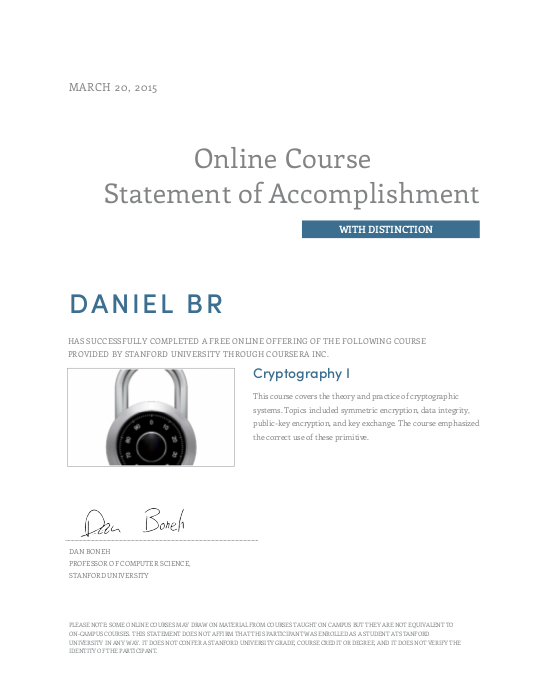 MARCH 20, 2015
Online Course
Statement of Accomplishment
WITH DISTINCTION
DANIEL BR
HAS SUCCESSFULLY COMPLETED A FREE ONLINE OFFERING OF THE FOLLOWING COURSE
PROVIDED BY STANFORD UNIVERSITY THROUGH COURSERA INC.
Cryptography I
This course covers the theory and practice of cryptographic
systems. Topics included symmetric encryption, data integrity,
public-key encryption, and key exchange. The course emphasized
the correct use of these primitive.
Dan Boneh
DAN BONEH
PROFESSOR OF COMPUTER SCIENCE,
STANFORD UNIVERSITY
PLEASE NOTE: SOME ONLINE COURSES MAY DRAW ON MATERIAL FROM COURSES TAUGHT ON CAMPUS BUT THEY ARE NOT EQUIVALENT TO
ON-CAMPUS COURSES. THIS STATEMENT DOES NOT AFFIRM THAT THIS PARTICIPANT WAS ENROLLED AS A STUDENT AT STANFORD
UNIVERSITY IN ANY WAY. IT DOES NOT CONFER A STANFORD UNIVERSITY GRADE, COURSE CREDIT OR DEGREE, AND IT DOES NOT VERIFY THE
IDENTITY OF THE PARTICIPANT.